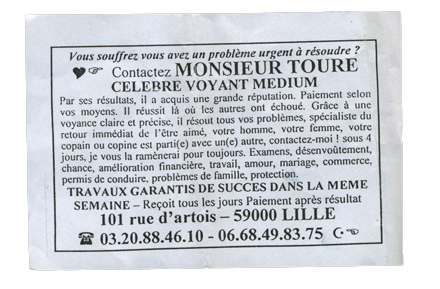 Vous souffrez vous avez un problème urgent à résoudre ?
♥☞ Contactez MONSIEUR TOURE
CELEBRE VOYANT MEDIUM
Par ses résultats, il a acquis une grande réputation. Paiement selon
vos moyens. Il réussit là où les autres ont échoué. Grâce à une
voyance claire et précise, il résout tous vos problèmes, spécialiste du
retour immédiat de l'être aimé, votre homme, votre femme, votre
copain ou copine est parti(e) avec un(e) autre, contactez-moi ! sous 4
jours, je vous la ramènerai pour toujours. Examens, désenvoûtement,
chance, amélioration financière, travail, amour, mariage, commerce,
permis de conduire, problèmes de famille, protection.
TRAVAUX GARANTIS DE SUCCES DANS LA MEME
SEMAINE – Reçoit tous les jours Paiement après résultat
101 rue d'artois – 59000 LILLE
☎ 03.20.88.46.10 - 06.68.49.83.75 ☪☜